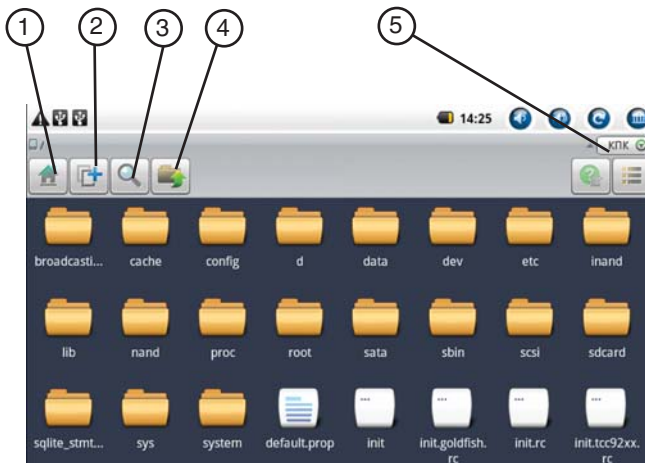 1 2 3 4 5
14:25
/
КПК
broadcasti... cache config d data dev etc inand
lib nand proc root sata sbin scsi sdcard
sqlite_stmt... sys system default.prop init init.goldfish. init.rc init.tcc92xx.
rc rc